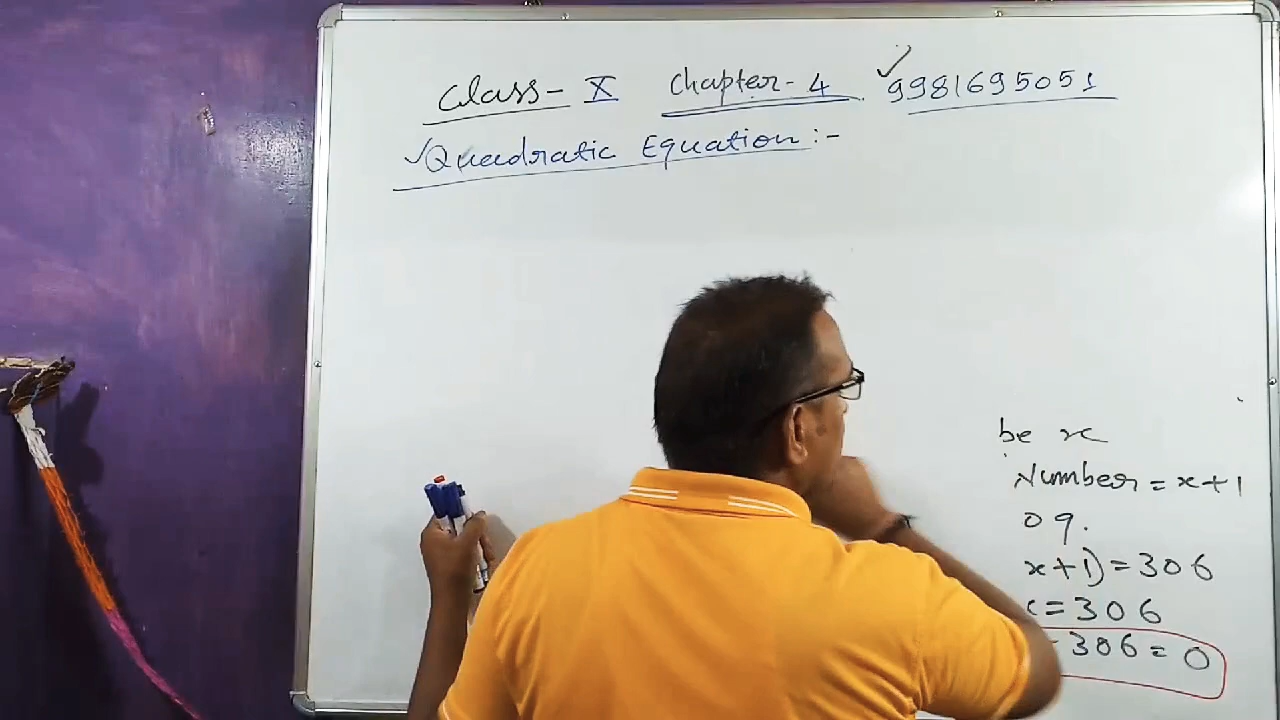 Class- X Chapter- 4 9981695051
Quadratic Equation:-
be x
Number = x+1
09.
x+1)=306
x=306
- 306 = 0